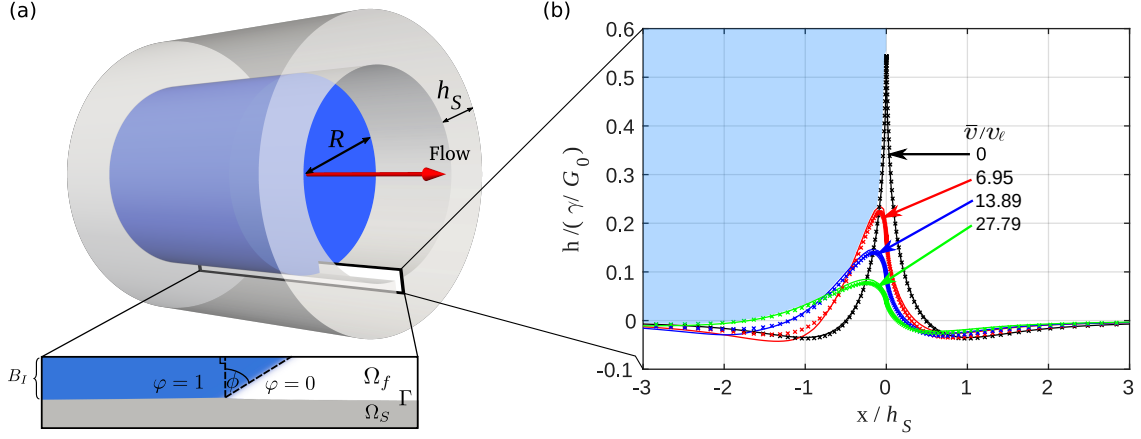 (a)
h_S
R
Flow
B_I
φ = 1
ϕ
φ = 0
Ω_f
Γ
Ω_S
(b)
h /( γ / G_0)
0.6
0.5
0.4
0.3
0.2
0.1
0
-0.1
v̅/v_ℓ
0
6.95
13.89
27.79
-3 -2 -1 0 1 2 3
x / h_S